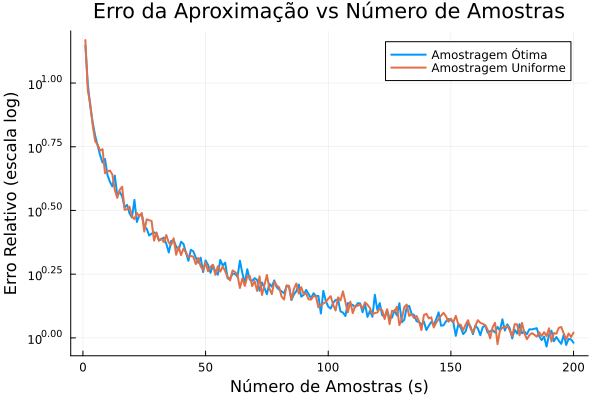 Erro da Aproximação vs Número de Amostras
Erro Relativo (escala log)
10^1.00
10^0.75
10^0.50
10^0.25
10^0.00
Amostragem Ótima
Amostragem Uniforme
0 50 100 150 200
Número de Amostras (s)